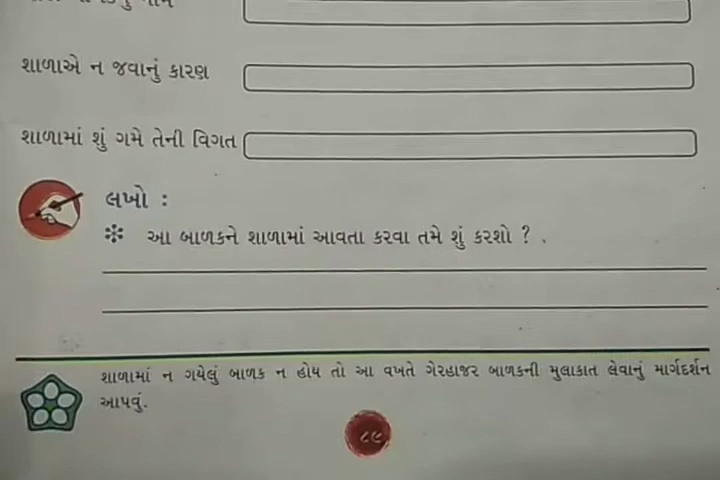 શાળાએ ન જવાનું કારણ
શાળામાં શું ગમે તેની વિગત
લખો :
❇ આ બાળકને શાળામાં આવતા કરવા તમે શું કરશો ?
શાળામાં ન ગયેલું બાળક ન હોય તો આ વખતે ગેરહાજર બાળકની મુલાકાત લેવાનું માર્ગદર્શન
આપવું.
૮૯